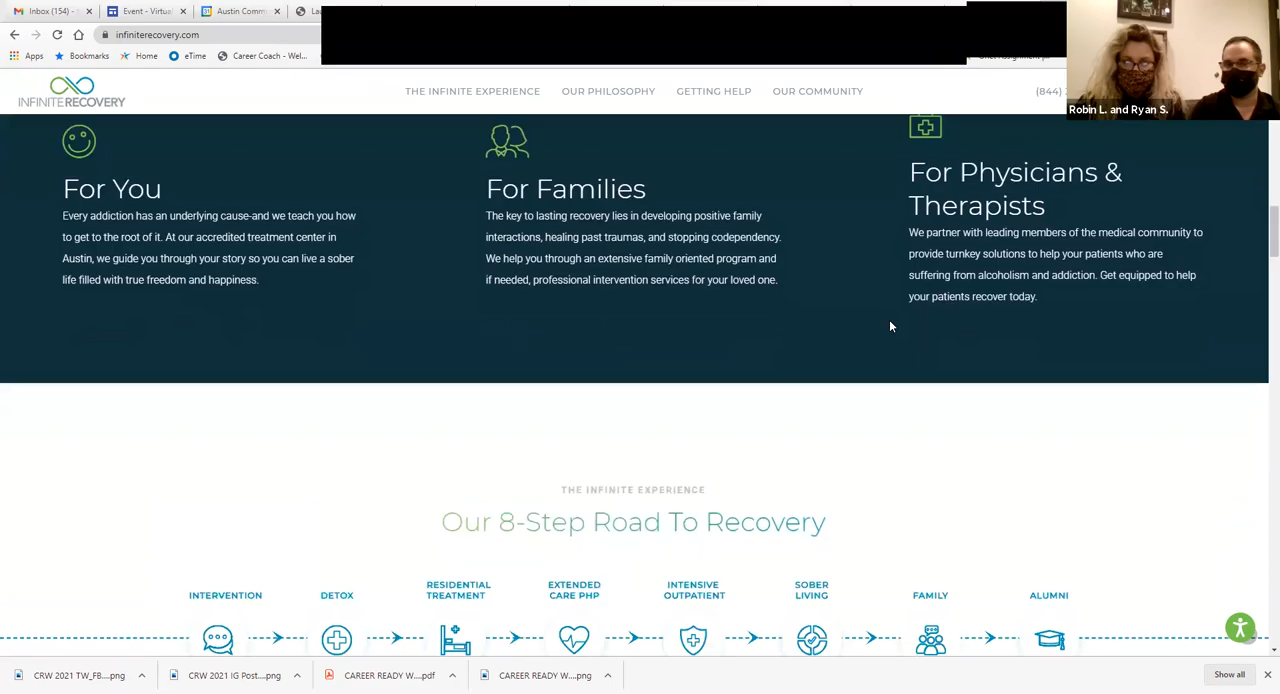 Inbox (154) -
Event - Virtual
Austin Comm
La
infiniterecovery.com
Apps
Bookmarks
Home
eTime
Career Coach - Wel...
INFINITERECOVERY
THE INFINITE EXPERIENCE
OUR PHILOSOPHY
GETTING HELP
OUR COMMUNITY
(844)
Robin L. and Ryan S.
For You
Every addiction has an underlying cause-and we teach you how
to get to the root of it. At our accredited treatment center in
Austin, we guide you through your story so you can live a sober
life filled with true freedom and happiness.
For Families
The key to lasting recovery lies in developing positive family
interactions, healing past traumas, and stopping codependency.
We help you through an extensive family oriented program and
if needed, professional intervention services for your loved one.
For Physicians &
Therapists
We partner with leading members of the medical community to
provide turnkey solutions to help your patients who are
suffering from alcoholism and addiction. Get equipped to help
your patients recover today.
THE INFINITE EXPERIENCE
Our 8-Step Road To Recovery
INTERVENTION
DETOX
RESIDENTIAL
TREATMENT
EXTENDED
CARE PHP
INTENSIVE
OUTPATIENT
SOBER
LIVING
FAMILY
ALUMNI
CRW 2021 TW_FB....png
CRW 2021 IG Post....png
CAREER READY W....pdf
CAREER READY W....png
Show all